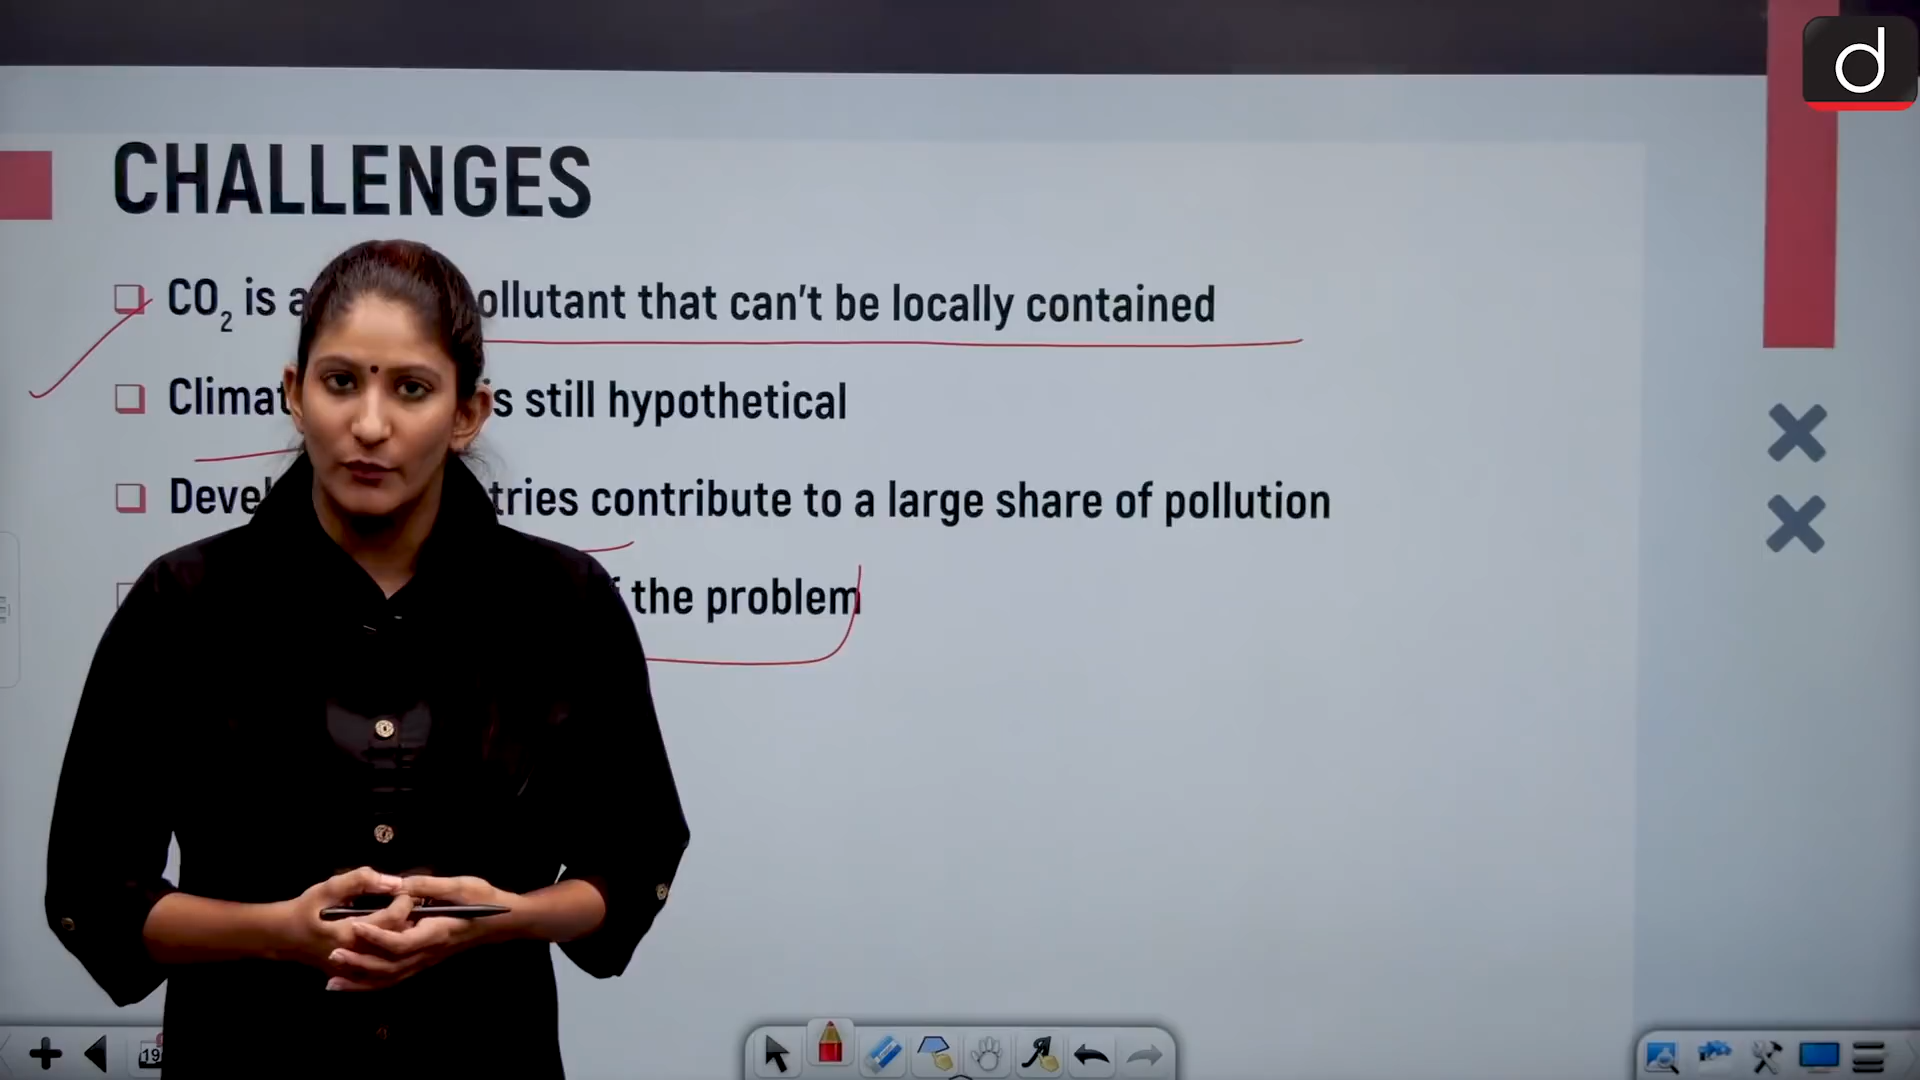 CHALLENGES
CO2 is a ollutant that can't be locally contained
Climat s still hypothetical
Devel tries contribute to a large share of pollution
the problem
19
d